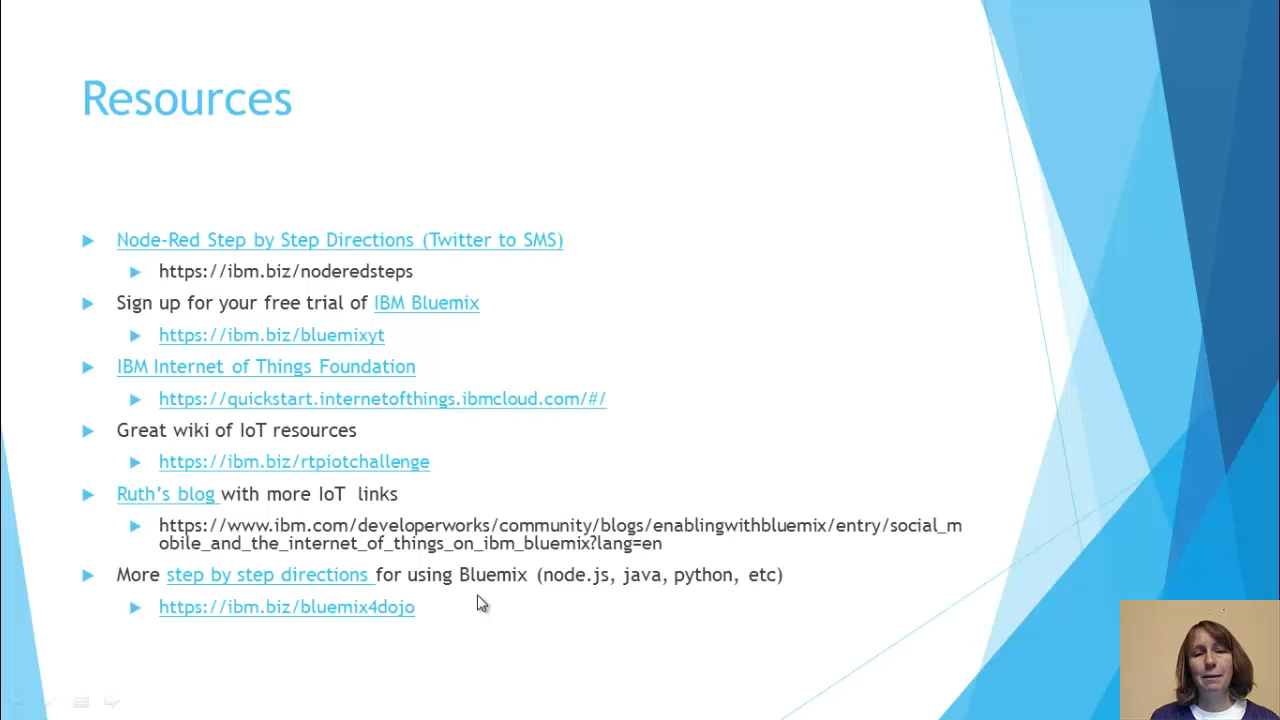 Resources
Node-Red Step by Step Directions (Twitter to SMS)
https://ibm.biz/noderedsteps
Sign up for your free trial of IBM Bluemix
https://ibm.biz/bluemixyt
IBM Internet of Things Foundation
https://quickstart.internetofthings.ibmcloud.com/#/
Great wiki of IoT resources
https://ibm.biz/rtpiotchallenge
Ruth’s blog with more IoT links
https://www.ibm.com/developerworks/community/blogs/enablingwithbluemix/entry/social_m
obile_and_the_internet_of_things_on_ibm_bluemix?lang=en
More step by step directions for using Bluemix (node.js, java, python, etc)
https://ibm.biz/bluemix4dojo